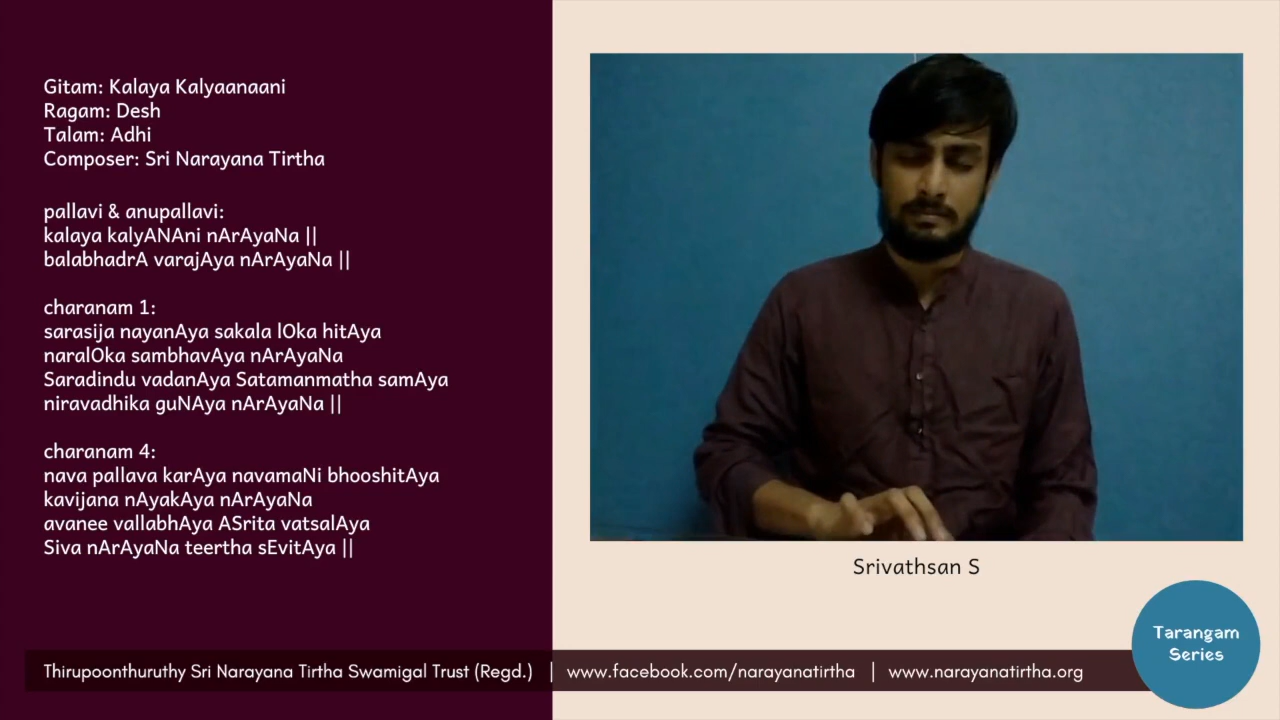 Gitam: Kalaya Kalyaanaani
Ragam: Desh
Talam: Adhi
Composer: Sri Narayana Tirtha
pallavi & anupallavi:
kalaya kalyANAni nArAyaNa ||
balabhadrA varajAya nArAyaNa ||
charanam 1:
sarasija nayanAya sakala lOka hitAya
naralOka sambhavAya nArAyaNa
Saradindu vadanAya Satamanmatha samAya
niravadhika guNAya nArAyaNa ||
charanam 4:
nava pallava karAya navamaNi bhooshitAya
kavijana nAyakAya nArAyaNa
avanee vallabhAya ASrita vatsalAya
Siva nArAyaNa teertha sEvitAya ||
Srivathsan S
Tarangam
Series
Thirupoonthuruthy Sri Narayana Tirtha Swamigal Trust (Regd.) | www.facebook.com/narayanatirtha | www.narayanatirtha.org